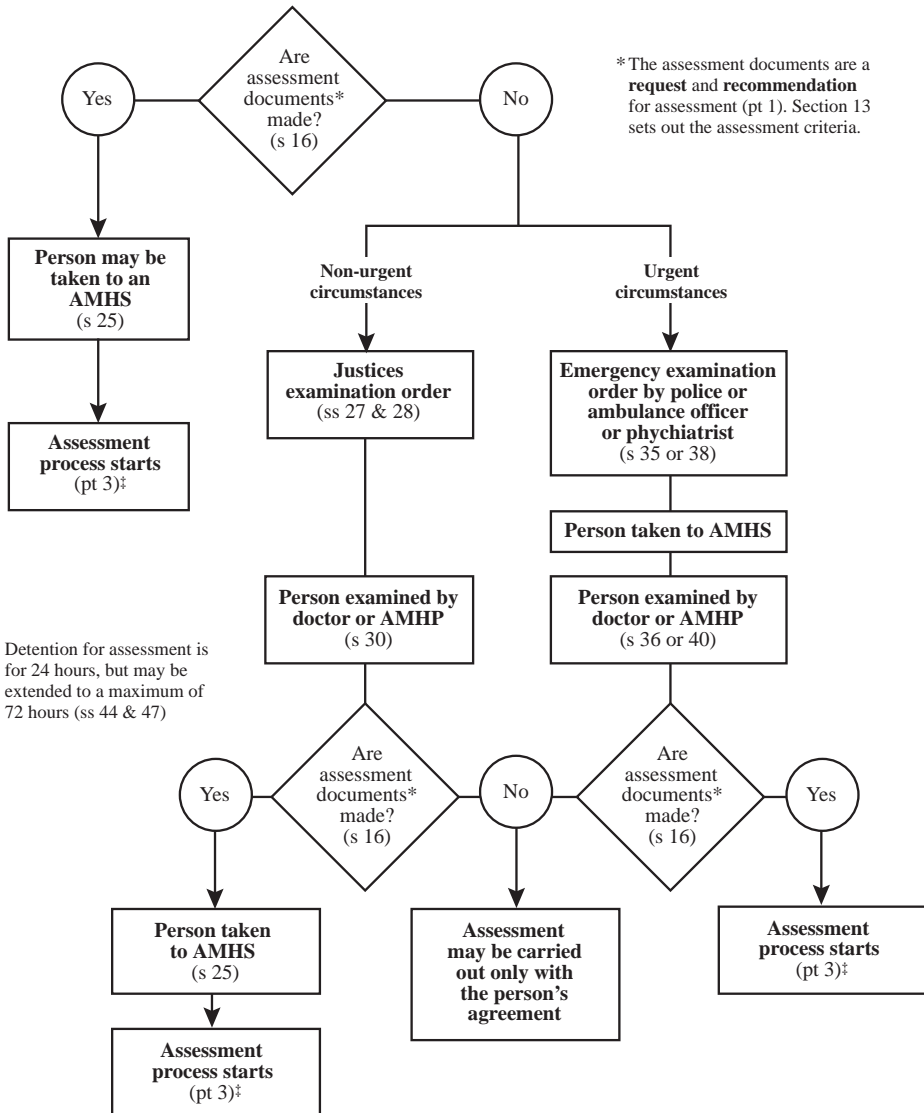 Are
assessment
documents*
made?
(s 16)
Yes
No
* The assessment documents are a
request and recommendation
for assessment (pt 1). Section 13
sets out the assessment criteria.
Person may be
taken to an
AMHS
(s 25)
Assessment
process starts
(pt 3)‡
Non-urgent
circumstances
Urgent
circumstances
Justices
examination order
(ss 27 & 28)
Emergency examination
order by police or
ambulance officer
or phychiatrist
(s 35 or 38)
Person taken to AMHS
Person examined by
doctor or AMHP
(s 30)
Person examined by
doctor or AMHP
(s 36 or 40)
Detention for assessment is
for 24 hours, but may be
extended to a maximum of
72 hours (ss 44 & 47)
Yes
Are
assessment
documents*
made?
(s 16)
No
Are
assessment
documents*
made?
(s 16)
Yes
Person taken
to AMHS
(s 25)
Assessment
process starts
(pt 3)‡
Assessment
may be carried
out only with
the person's
agreement
Assessment
process starts
(pt 3)‡